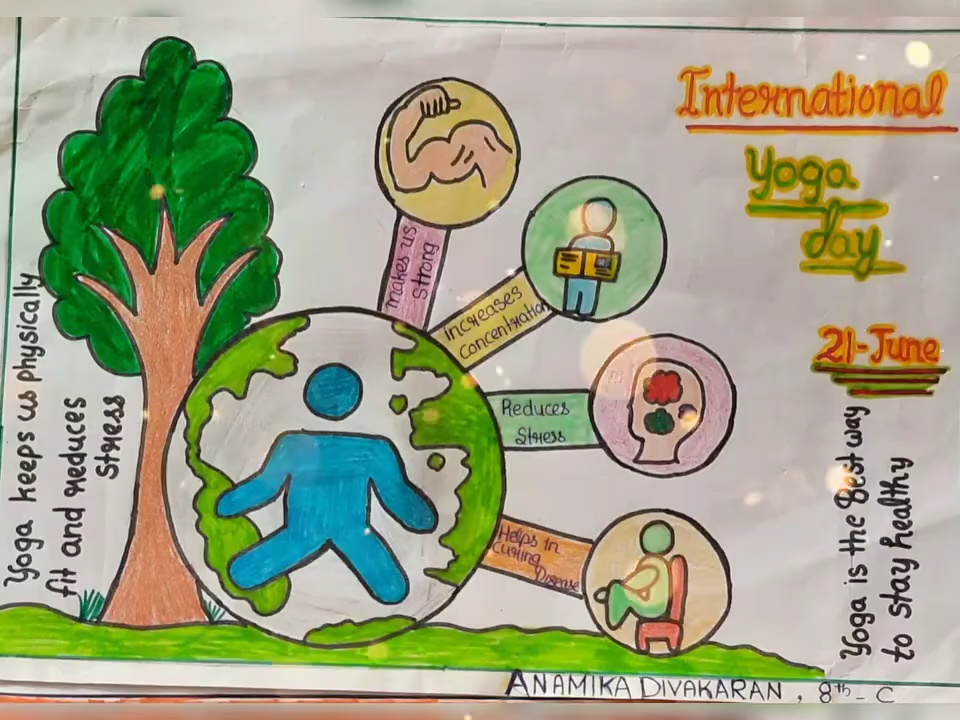 International
Yoga
day
21-June
makes us
Strong
increases
concentration
Reduces
Stress
Helps in
Curing
Disease
Yoga keeps us physically
fit and reduces
stress
Yoga is the Best way
to stay healthy
ANAMIKA DIVAKARAN, 8th - C